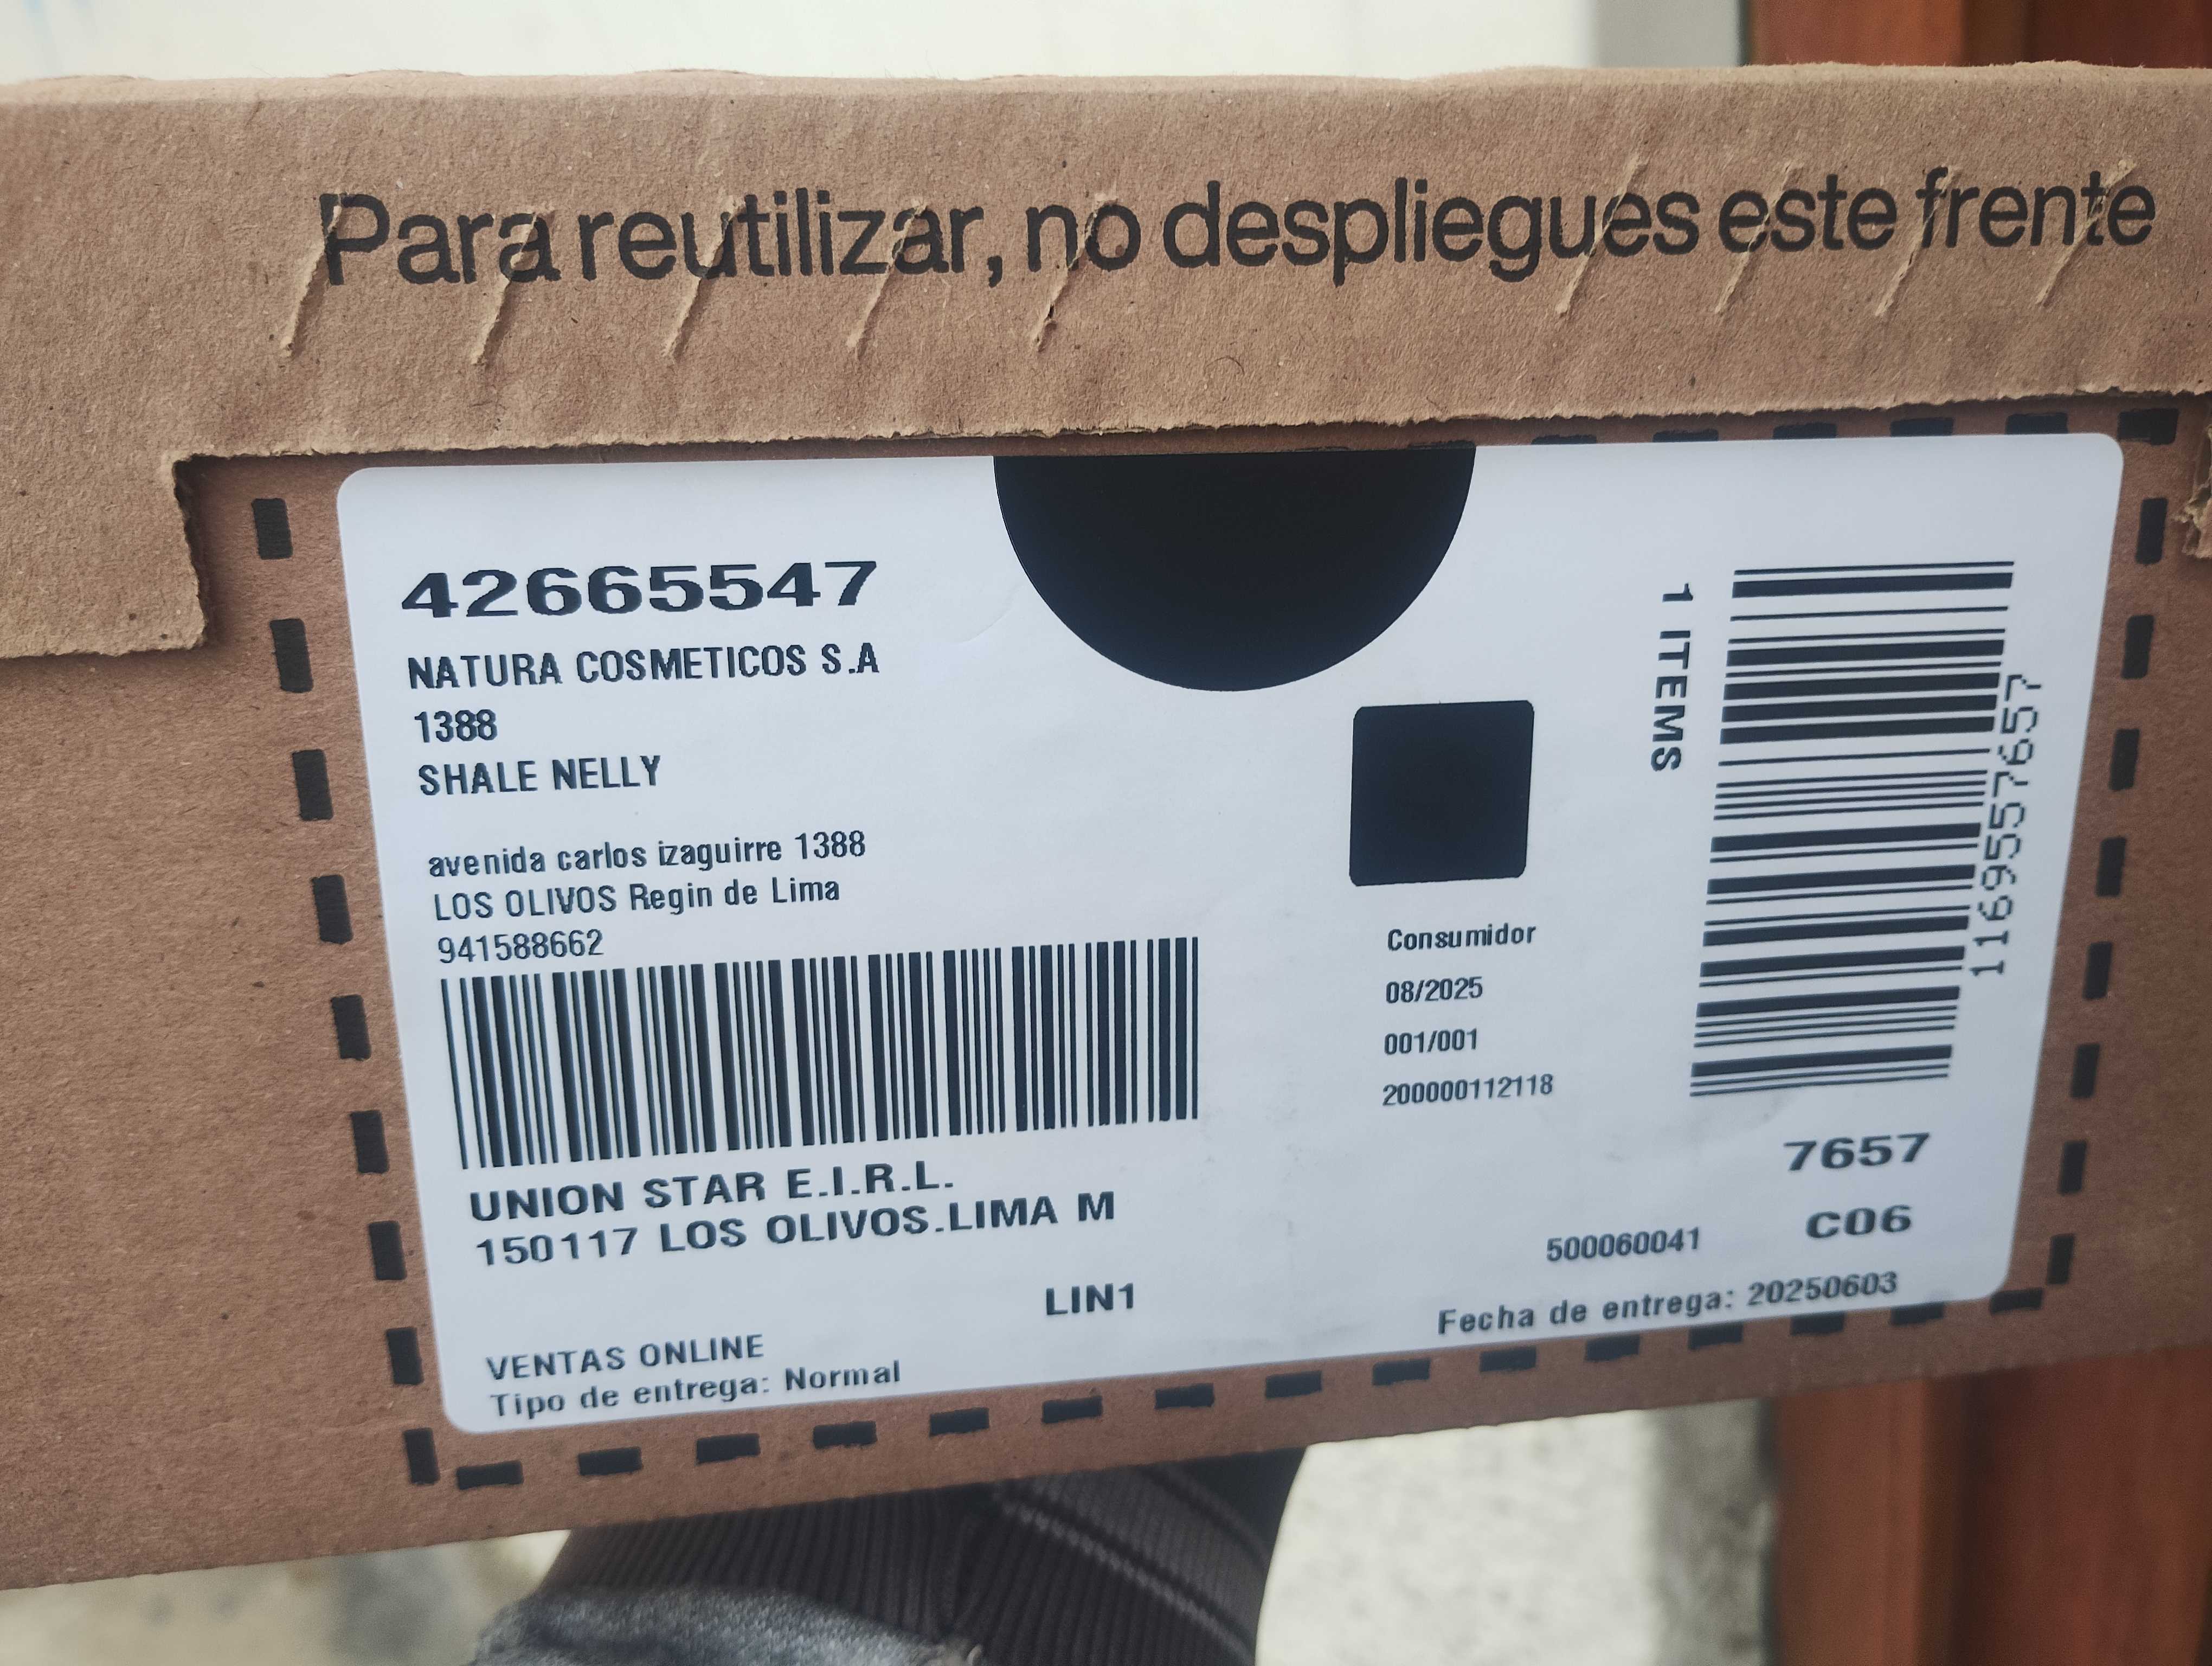 Para reutilizar, no despliegues este frente
42665547
NATURA COSMETICOS S.A
1388
SHALE NELLY
avenida carlos izaguirre 1388
LOS OLIVOS Regin de Lima
941588662
UNION STAR E.I.R.L.
150117 LOS OLIVOS.LIMA M
LIN1
VENTAS ONLINE
Tipo de entrega: Normal
Consumidor
08/2025
001/001
200000112118
1 ITEMS
1169557657
7657
C06
500060041
Fecha de entrega: 20250603